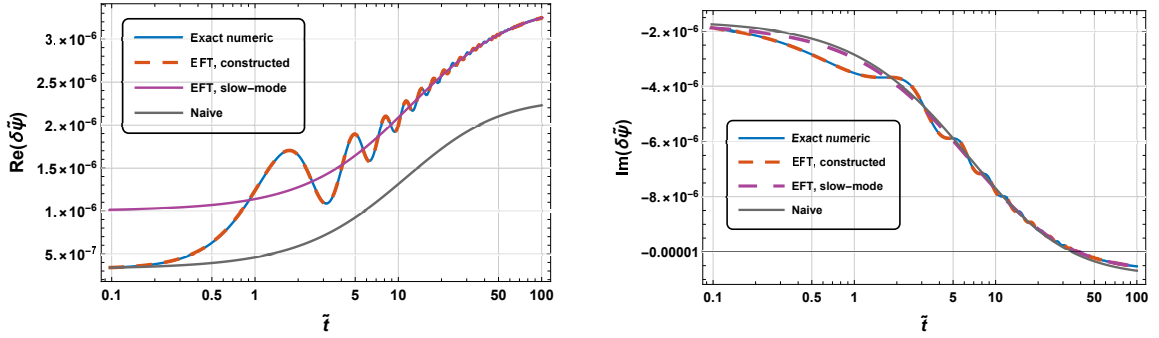 Re(δψ̃)
3.×10⁻⁶
2.5×10⁻⁶
2.×10⁻⁶
1.5×10⁻⁶
1.×10⁻⁶
5.×10⁻⁷
Exact numeric
EFT, constructed
EFT, slow-mode
Naive
0.1 0.5 1 5 10 50 100
t̃
Im(δψ̃)
-2.×10⁻⁶
-4.×10⁻⁶
-6.×10⁻⁶
-8.×10⁻⁶
-0.00001
Exact numeric
EFT, constructed
EFT, slow-mode
Naive
0.1 0.5 1 5 10 50 100
t̃